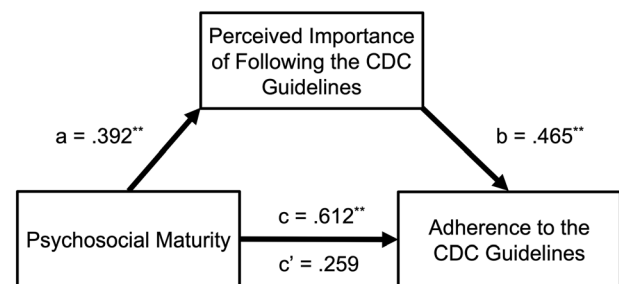 Perceived Importance
of Following the CDC
Guidelines
a = .392**
b = .465**
Psychosocial Maturity
c = .612**
c' = .259
Adherence to the
CDC Guidelines